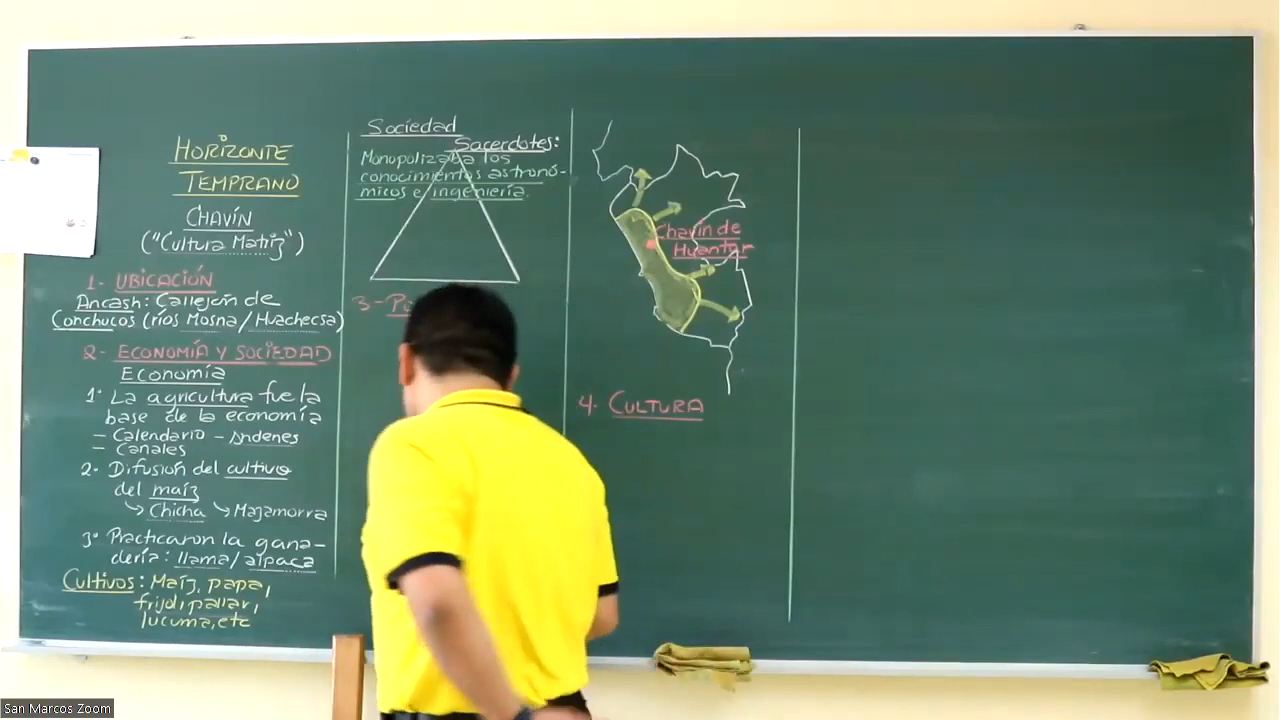 HORIZONTE
TEMPRANO
CHAVÍN
("Cultura Matriz")
1- UBICACIÓN
Ancash: Callejón de
Conchucos (ríos Mosna/Huachecsa)
2- ECONOMÍA Y SOCIEDAD
Economía
1° La agricultura fue la
base de la economía
- Calendario - andenes
- Canales
2- Difusión del cultivo
del maíz
↳ Chicha ↳ Mazamorra
3° Practicaron la gana-
dería: llama/alpaca
Cultivos: Maíz, papa,
frijol, pallar,
lucuma, etc
Sociedad
Sacerdotes:
Monopolizaba los
conocimientos astronó-
micos e ingeniería.
3-
Chavín de
Huantar
4. CULTURA
San Marcos Zoom